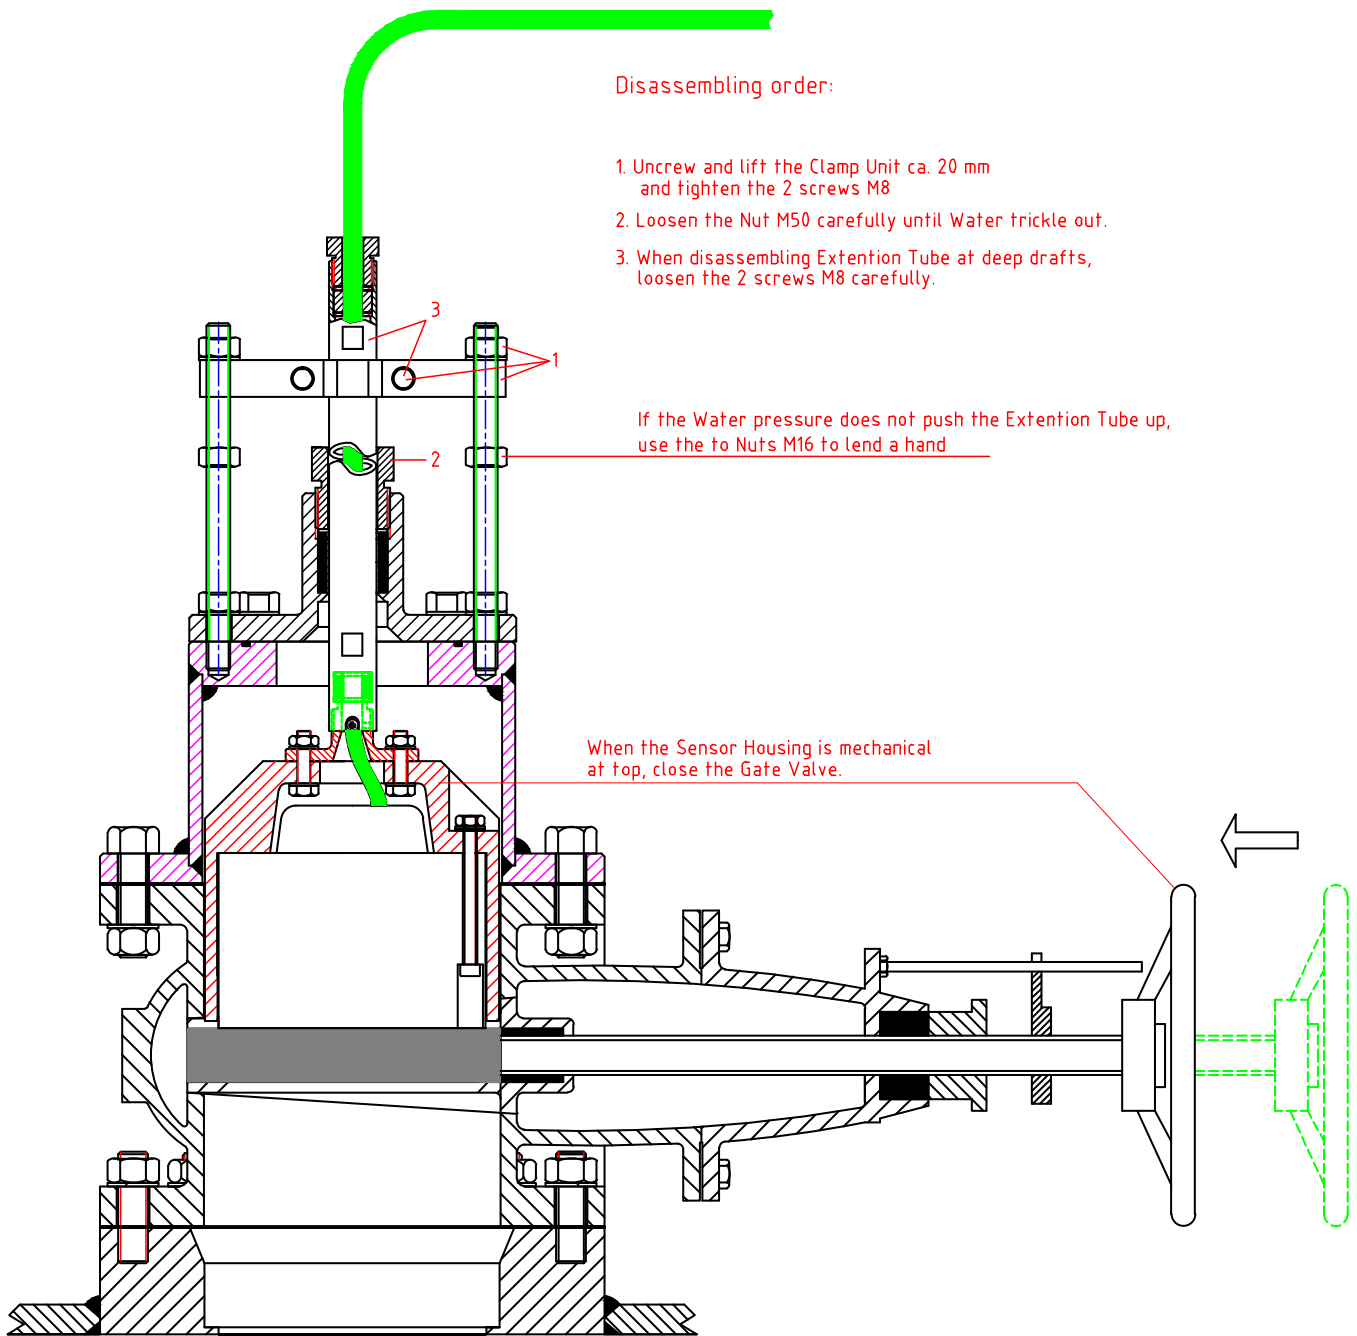 Disassembling order:
1. Uncrew and lift the Clamp Unit ca. 20 mm
and tighten the 2 screws M8
2. Loosen the Nut M50 carefully until Water trickle out.
3. When disassembling Extention Tube at deep drafts,
loosen the 2 screws M8 carefully.
3
1
If the Water pressure does not push the Extention Tube up,
use the to Nuts M16 to lend a hand
2
When the Sensor Housing is mechanical
at top, close the Gate Valve.